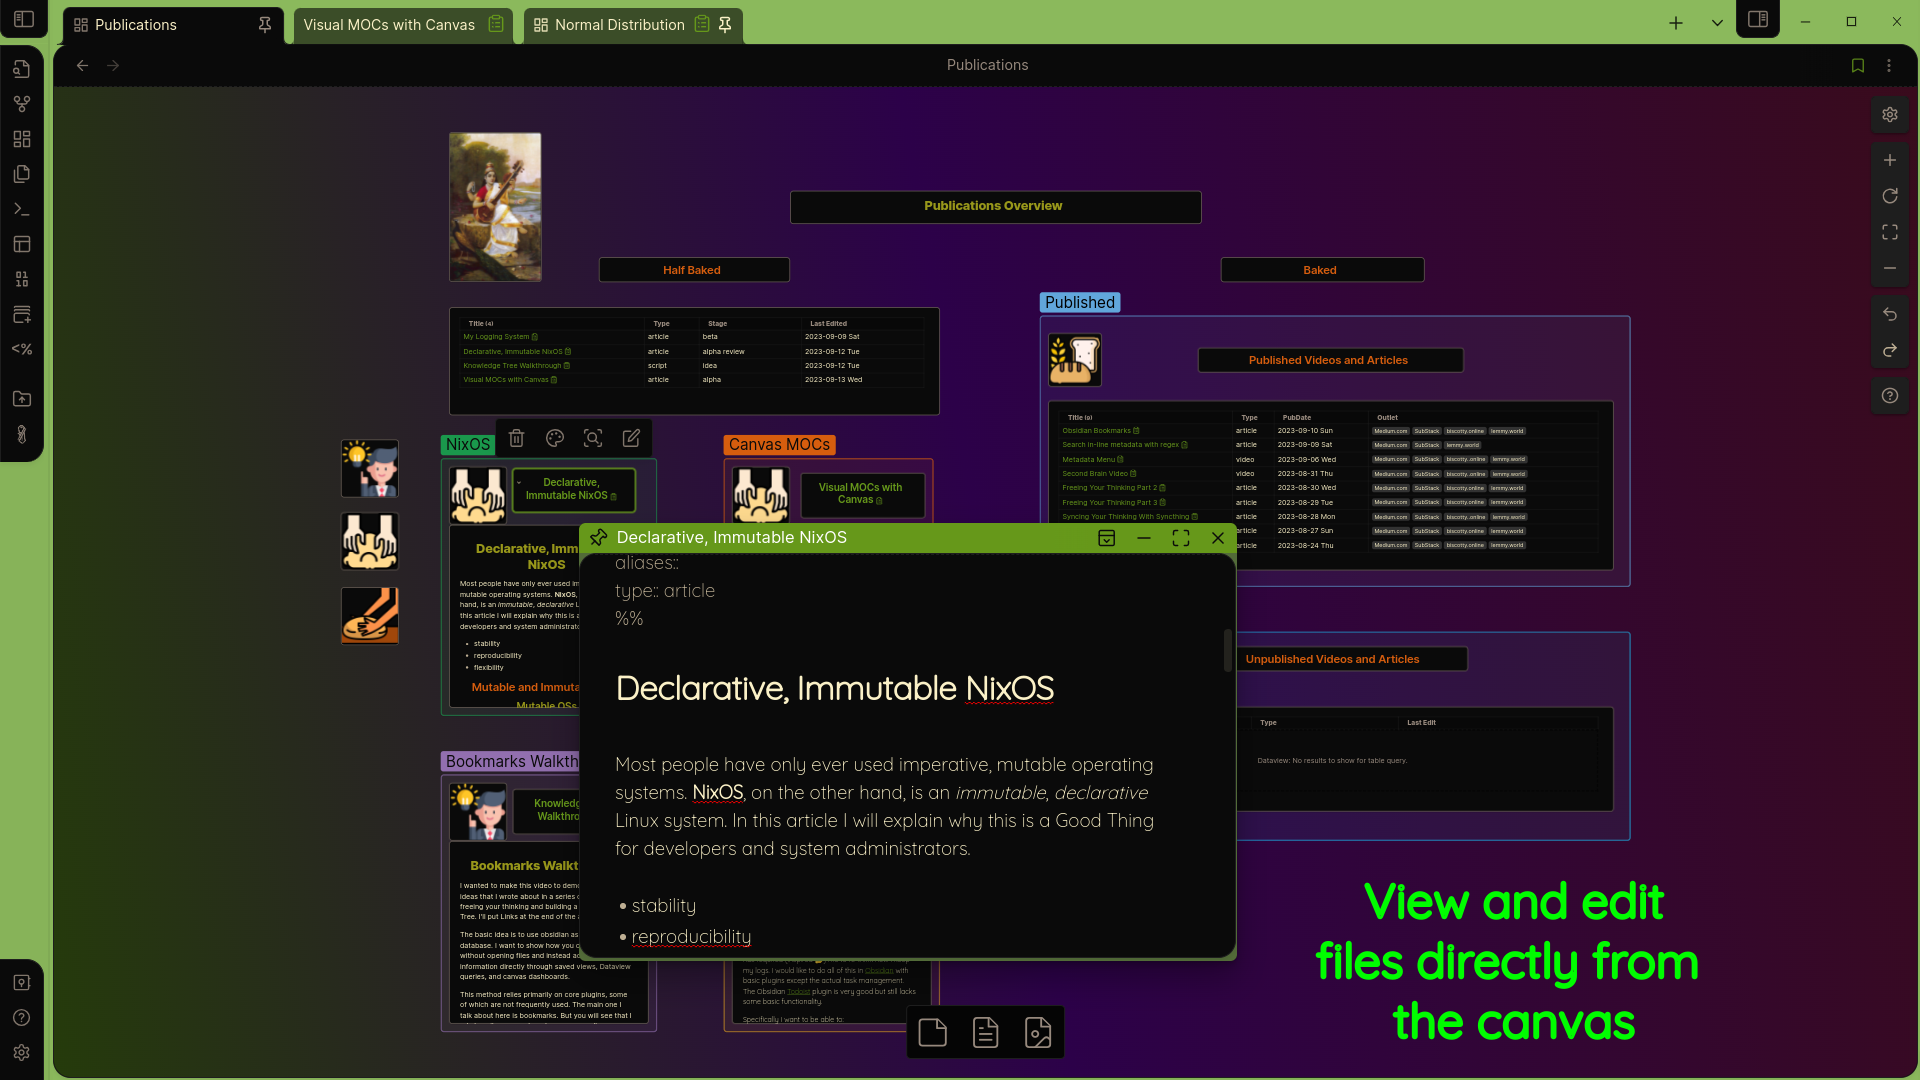 Publications
Visual MOCs with Canvas
Normal Distribution
Publications
Publications Overview
Half Baked
Baked
Title (4) Type Stage Last Edited
My Logging System article beta 2023-09-09 Sat
Declarative, Immutable NixOS article alpha review 2023-09-12 Tue
Knowledge Tree Walkthrough script idea 2023-09-12 Tue
Visual MOCs with Canvas article alpha 2023-09-13 Wed
Published
Published Videos and Articles
Title (9) Type PubDate Outlet
Obsidian Bookmarks article 2023-09-10 Sun Medium.com SubStack biscotty.online lemmy.world
Search in-line metadata with regex article 2023-09-09 Sat Medium.com SubStack lemmy.world
Metadata Menu video 2023-09-06 Wed Medium.com SubStack biscotty.online lemmy.world
Second Brain Video video 2023-08-31 Thu Medium.com SubStack biscotty.online lemmy.world
Freeing Your Thinking Part 2 article 2023-08-30 Wed Medium.com SubStack biscotty.online lemmy.world
Freeing Your Thinking Part 3 article 2023-08-29 Tue Medium.com SubStack biscotty.online lemmy.world
Syncing Your Thinking With Syncthing article 2023-08-28 Mon Medium.com SubStack biscotty.online lemmy.world
article 2023-08-27 Sun Medium.com SubStack biscotty.online lemmy.world
article 2023-08-24 Thu Medium.com SubStack biscotty.online lemmy.world
NixOS
Declarative,
Immutable NixOS
Canvas MOCs
Visual MOCs with
Canvas
Declarative, Imm
NixOS
Most people have only ever used im
mutable operating systems. NixOS,
hand, is an immutable, declarative L
this article I will explain why this is a
developers and system administrato
• stability
• reproducibility
• flexibility
Mutable and Immuta
Mutable OSs
Declarative, Immutable NixOS
aliases::
type:: article
%%
Declarative, Immutable NixOS
Most people have only ever used imperative, mutable operating
systems. NixOS, on the other hand, is an immutable, declarative
Linux system. In this article I will explain why this is a Good Thing
for developers and system administrators.
• stability
• reproducibility
Unpublished Videos and Articles
Type Last Edit
Dataview: No results to show for table query.
Bookmarks Walkth
Knowledg
Walkthro
Bookmarks Walkt
I wanted to make this video to demo
ideas that I wrote about in a series o
freeing your thinking and building a
Tree. I'll put Links at the end of the
The basic idea is to use obsidian as
database. I want to show how you c
without opening files and instead ac
information directly through saved views, Dataview
queries, and canvas dashboards.
This method relies primarily on core plugins, some
of which are not frequently used. The main one I
talk about here is bookmarks. But you will see that I
my logs. I would like to do all of this in Obsidian with
basic plugins except the actual task management.
The Obsidian Todoist plugin is very good but still lacks
some basic functionality.
Specifically I want to be able to:
View and edit
files directly from
the canvas